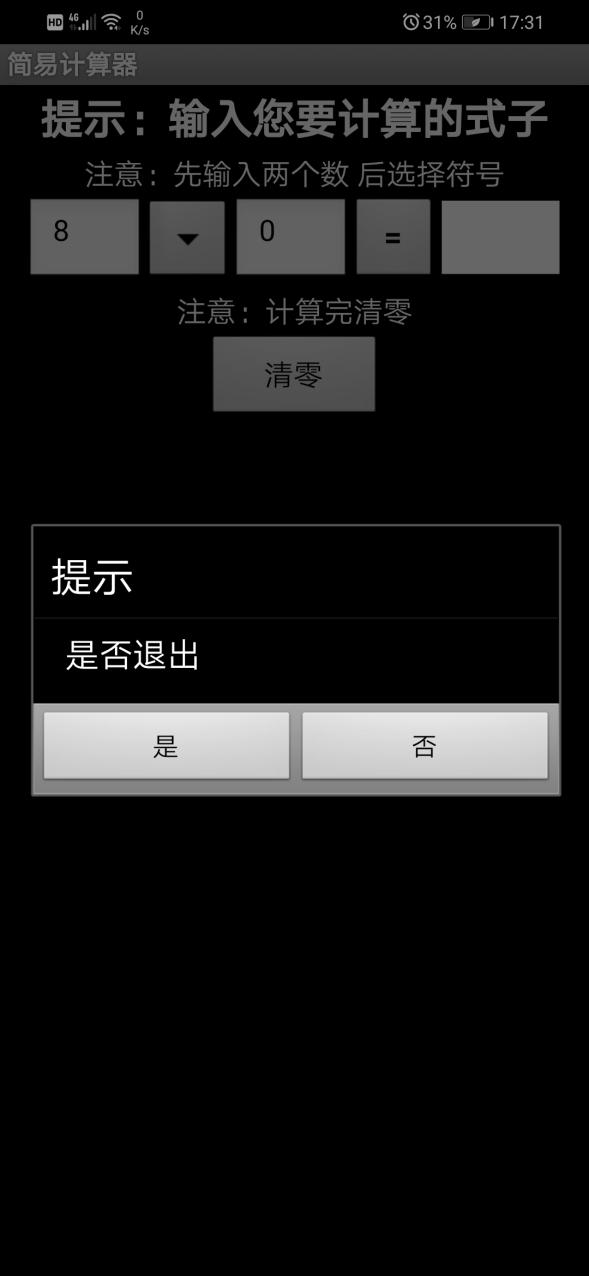 HD 4G 0 K/s 31% 17:31
简易计算器
提示：输入您要计算的式子
注意：先输入两个数 后选择符号
8 0 =
注意：计算完清零
清零
提示
是否退出
是 否